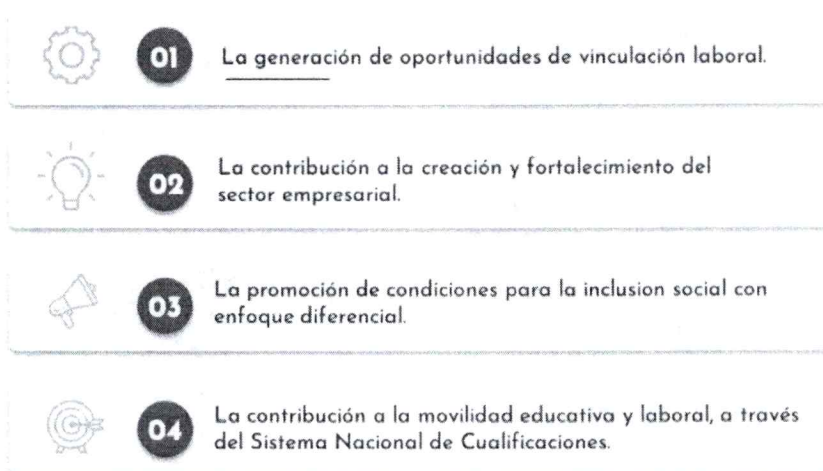 01
La generación de oportunidades de vinculación laboral.
02
La contribución a la creación y fortalecimiento del
sector empresarial.
03
La promoción de condiciones para la inclusion social con
enfoque diferencial.
04
La contribución a la movilidad educativa y laboral, a través
del Sistema Nacional de Cualificaciones.